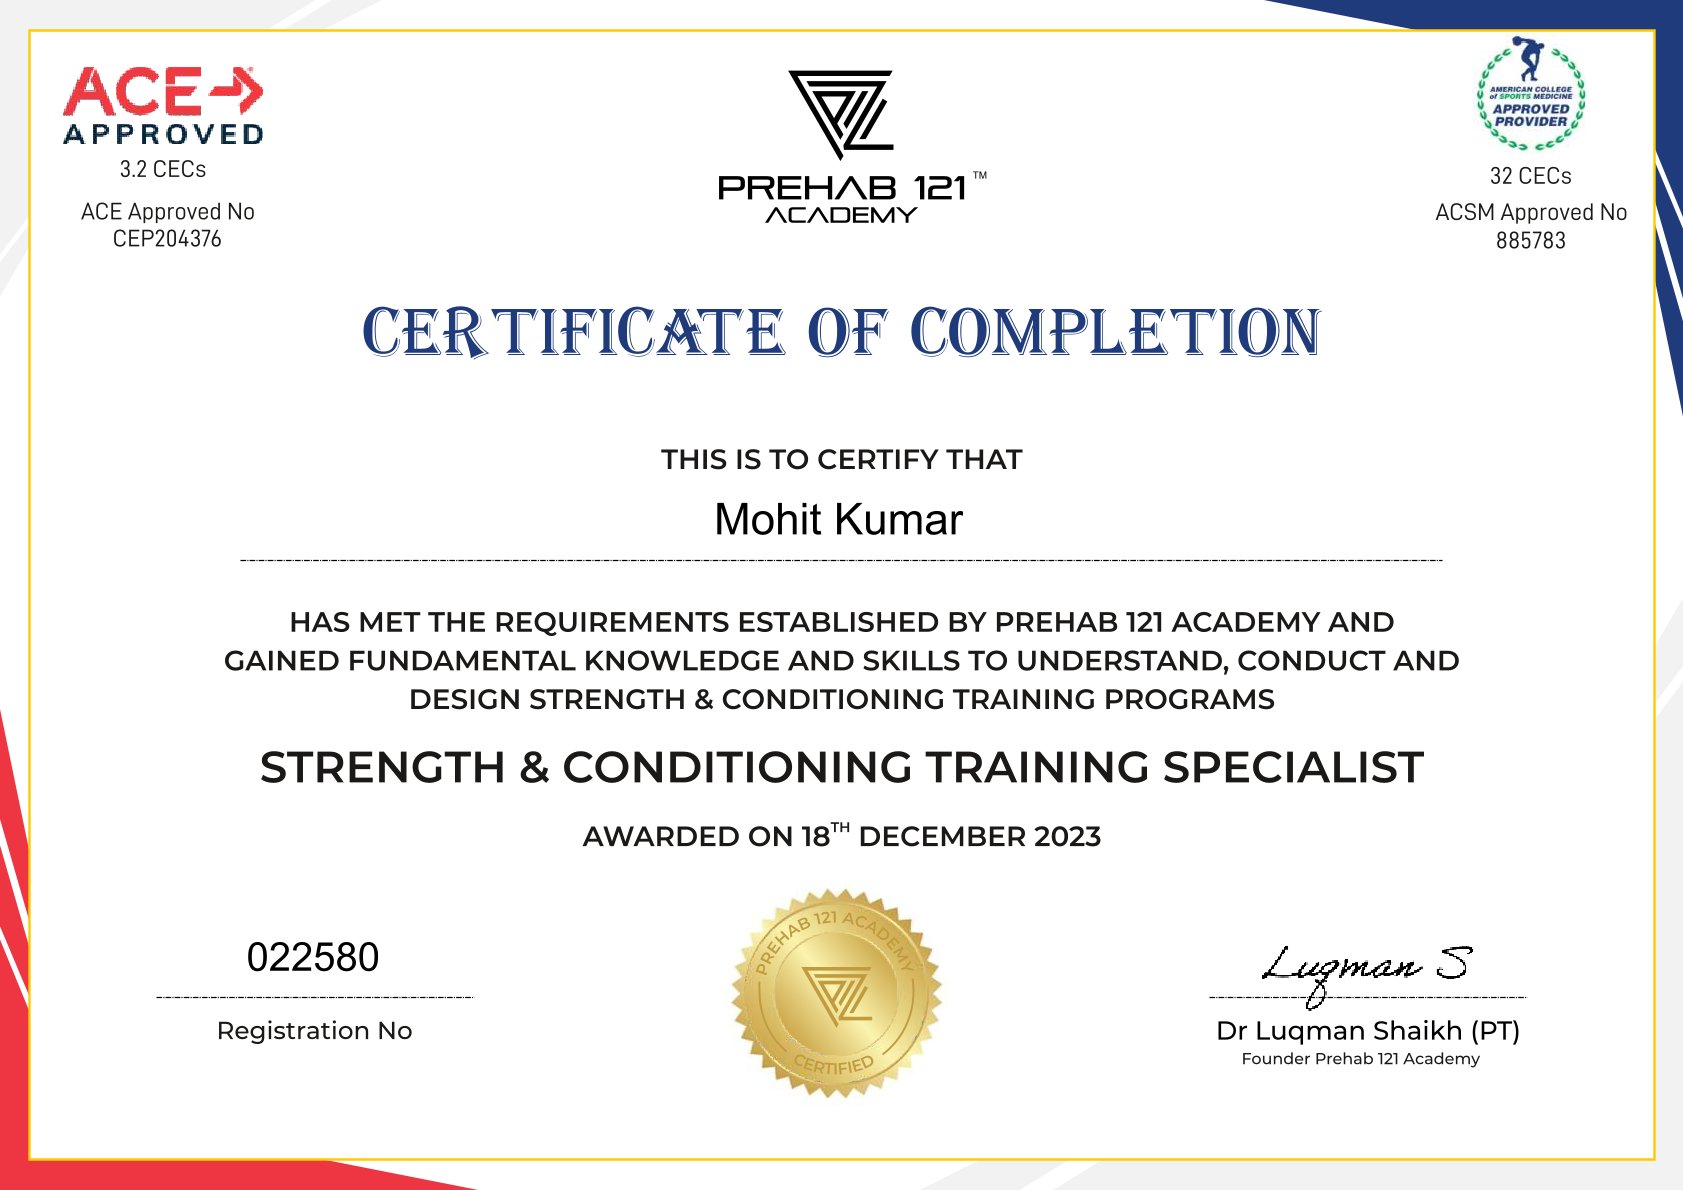 ACE
APPROVED
3.2 CECs
ACE Approved No
CEP204376
PREHAB 121™
ACADEMY
AMERICAN COLLEGE
of SPORTS MEDICINE
APPROVED
PROVIDER
32 CECs
ACSM Approved No
885783
CERTIFICATE OF COMPLETION
THIS IS TO CERTIFY THAT
Mohit Kumar
HAS MET THE REQUIREMENTS ESTABLISHED BY PREHAB 121 ACADEMY AND
GAINED FUNDAMENTAL KNOWLEDGE AND SKILLS TO UNDERSTAND, CONDUCT AND
DESIGN STRENGTH & CONDITIONING TRAINING PROGRAMS
STRENGTH & CONDITIONING TRAINING SPECIALIST
AWARDED ON 18TH DECEMBER 2023
022580
Registration No
PREHAB 121 ACADEMY
CERTIFIED
Luqman S
Dr Luqman Shaikh (PT)
Founder Prehab 121 Academy